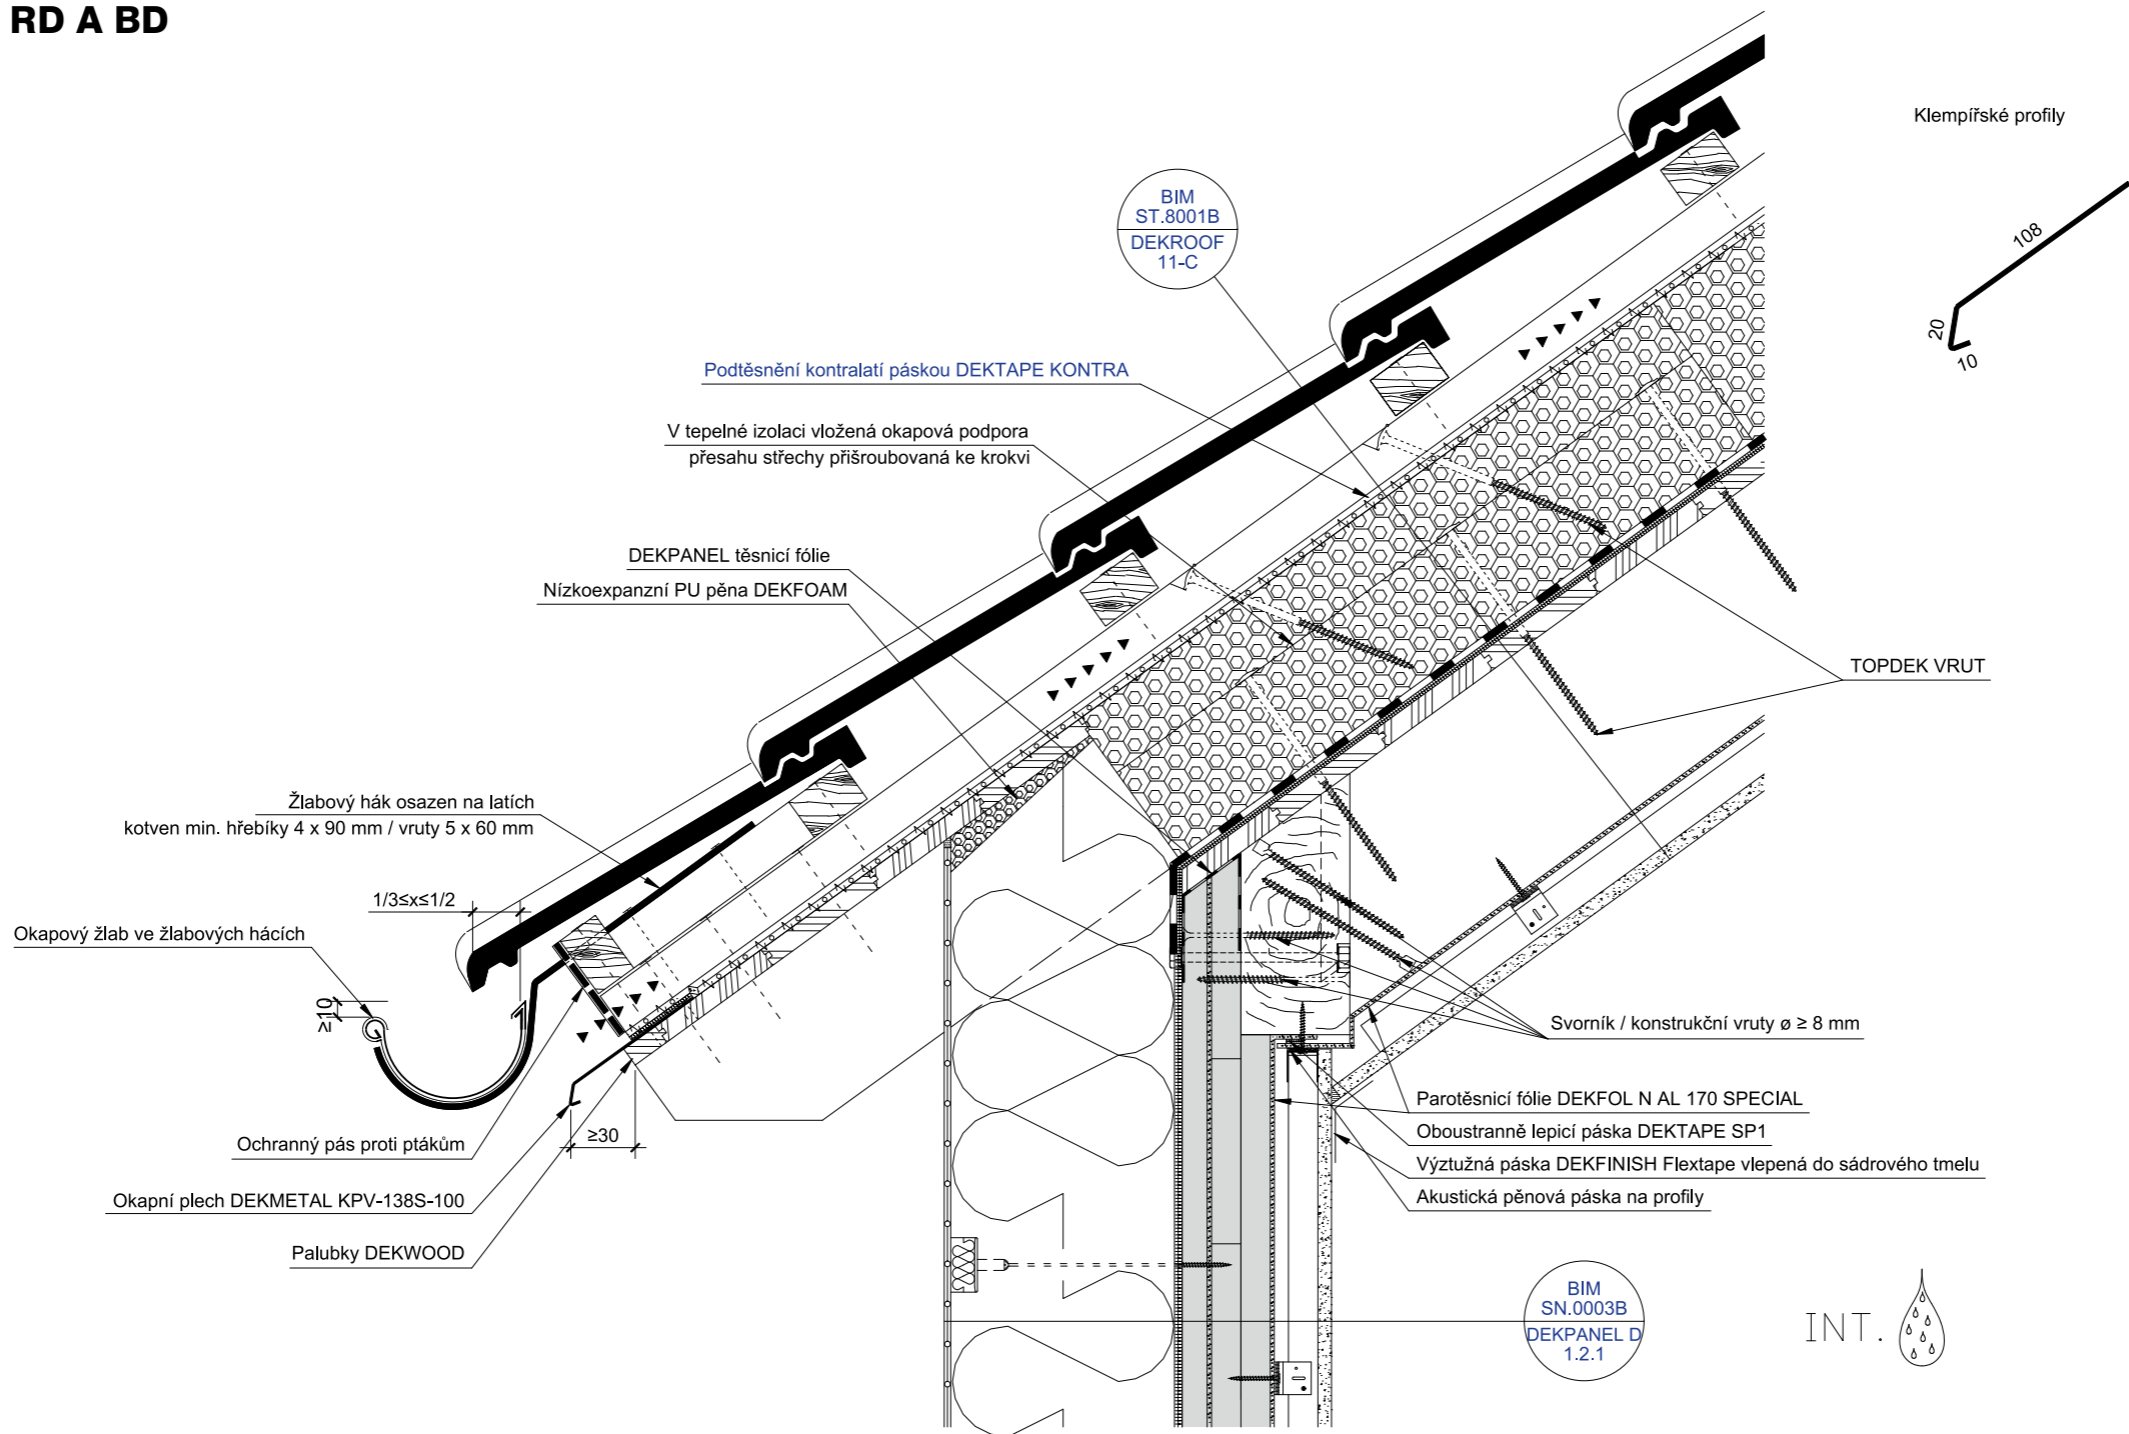 RD A BD
Klempířské profily
BIM
ST.8001B
DEKROOF
11-C
108
20
10
Podtěsnění kontralatí páskou DEKTAPE KONTRA
V tepelné izolaci vložená okapová podpora
přesahu střechy přišroubovaná ke krokvi
DEKPANEL těsnicí fólie
Nízkoexpanzní PU pěna DEKFOAM
TOPDEK VRUT
Žlabový hák osazen na latích
kotven min. hřebíky 4 x 90 mm / vruty 5 x 60 mm
1/3≤x≤1/2
Okapový žlab ve žlabových hácích
≥10
Svorník / konstrukční vruty ø ≥ 8 mm
Parotěsnicí fólie DEKFOL N AL 170 SPECIAL
Oboustranně lepicí páska DEKTAPE SP1
Výztužná páska DEKFINISH Flextape vlepená do sádrového tmelu
Akustická pěnová páska na profily
≥30
Ochranný pás proti ptákům
Okapní plech DEKMETAL KPV-138S-100
Palubky DEKWOOD
BIM
SN.0003B
DEKPANEL D
1.2.1
INT.